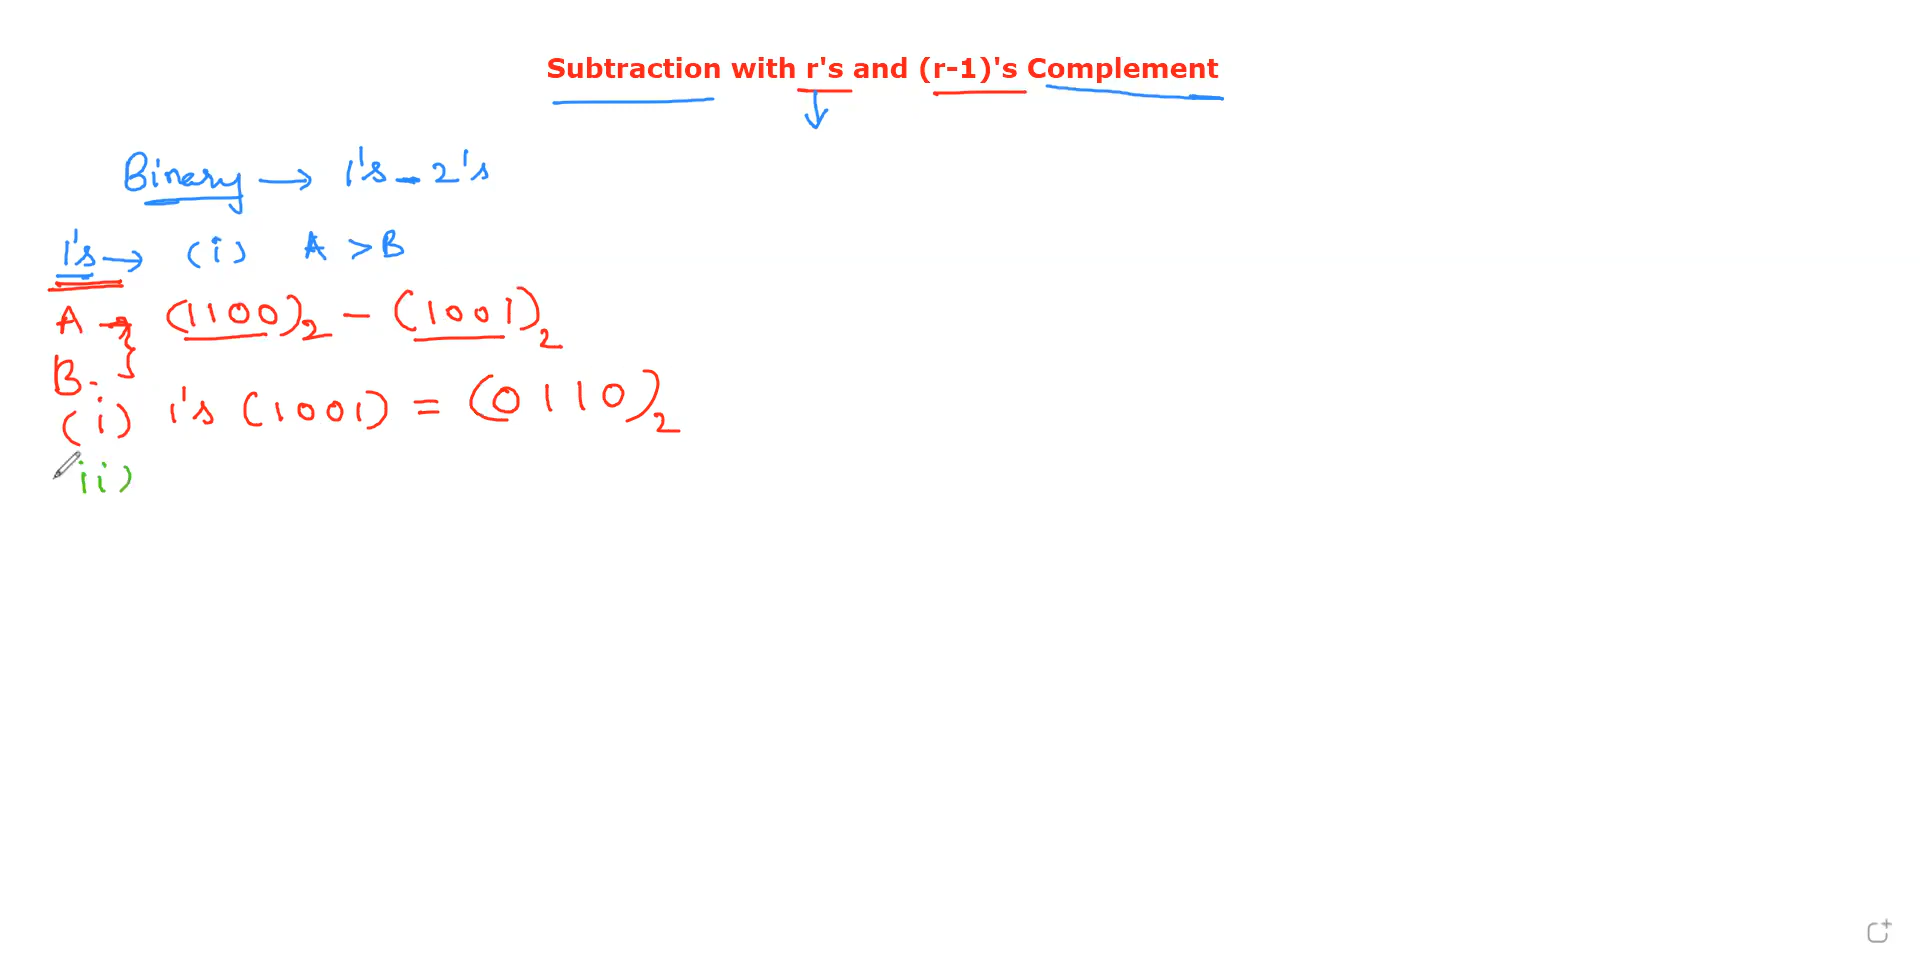 Subtraction with r's and (r-1)'s Complement
Binary → 1's - 2's
1's → (i) A > B
A → (1100)₂ - (1001)₂
B.
(i) 1's (1001) = (0110)₂
ii)